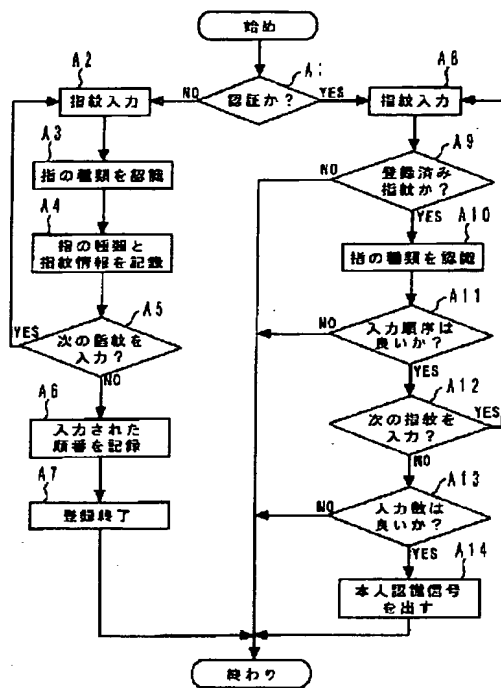 始め
A1
認証か?
NO
YES
A2
指紋入力
A3
指の種類を認識
A4
指の種類と
指紋情報を記録
A5
次の指紋を
入力?
YES
NO
A6
入力された
順番を記録
A7
登録終了
A8
指紋入力
A9
登録済み
指紋か?
NO
YES
A10
指の種類を認識
A11
入力順序は
良いか?
NO
YES
A12
次の指紋を
入力?
YES
NO
A13
入力数は
良いか?
NO
YES
A14
本人認識信号
を出す
終わり